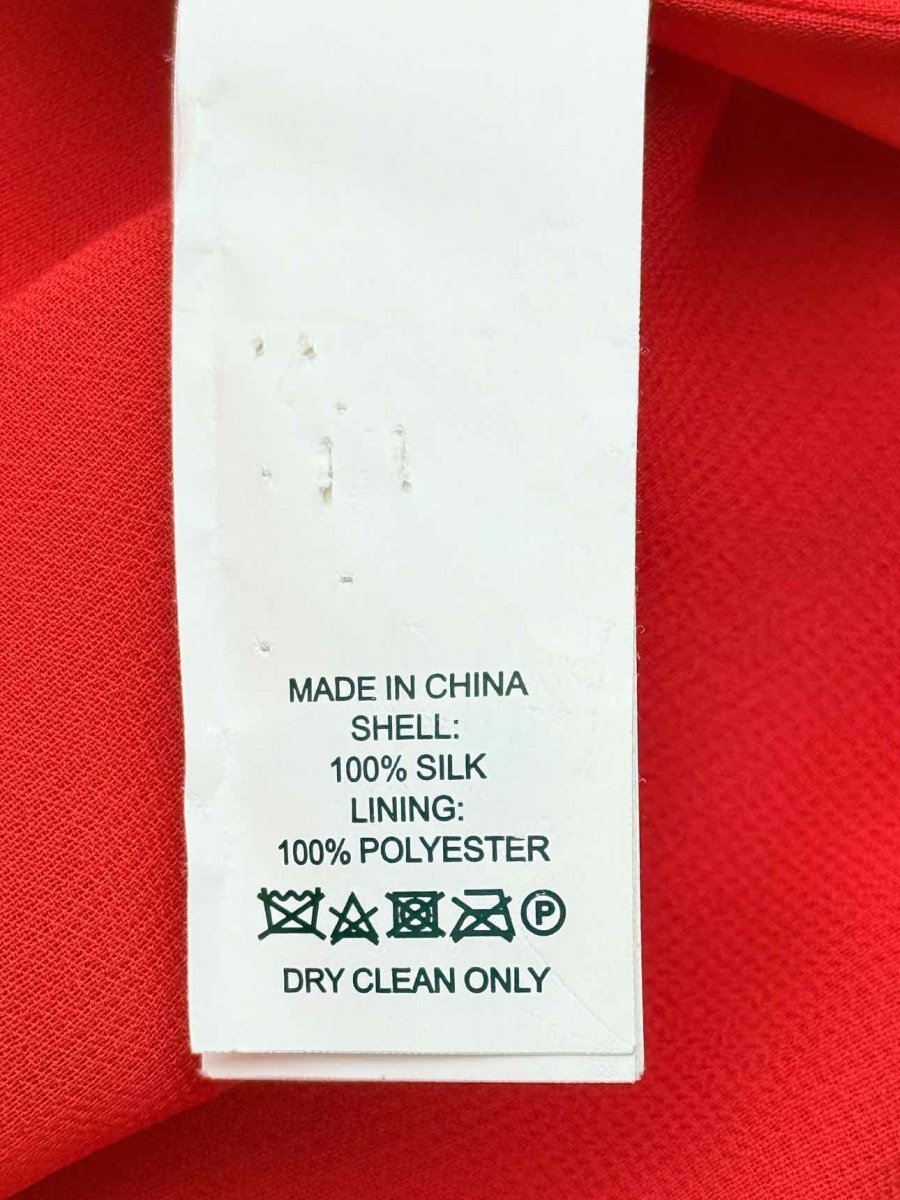 MADE IN CHINA
SHELL:
100% SILK
LINING:
100% POLYESTER
P
DRY CLEAN ONLY